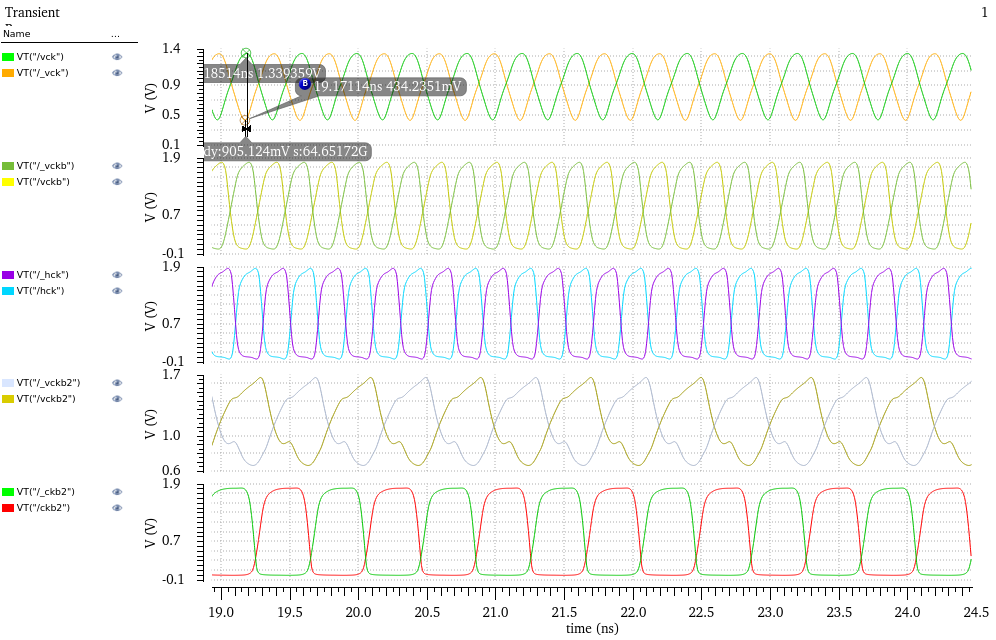 Transient
1
Name ...
VT("/vck")
VT("/_vck")
1.4
0.9
0.5
0.1
V (V)
18514ns 1.339359V
B
19.17114ns 434.2351mV
dy:905.124mV s:64.65172G
VT("/_vckb")
VT("/vckb")
1.9
0.7
-0.1
V (V)
VT("/_hck")
VT("/hck")
1.9
0.7
-0.1
V (V)
VT("/_vckb2")
VT("/vckb2")
1.7
1.0
0.6
V (V)
VT("/_ckb2")
VT("/ckb2")
1.9
0.7
-0.1
V (V)
19.0 19.5 20.0 20.5 21.0 21.5 22.0 22.5 23.0 23.5 24.0 24.5
time (ns)